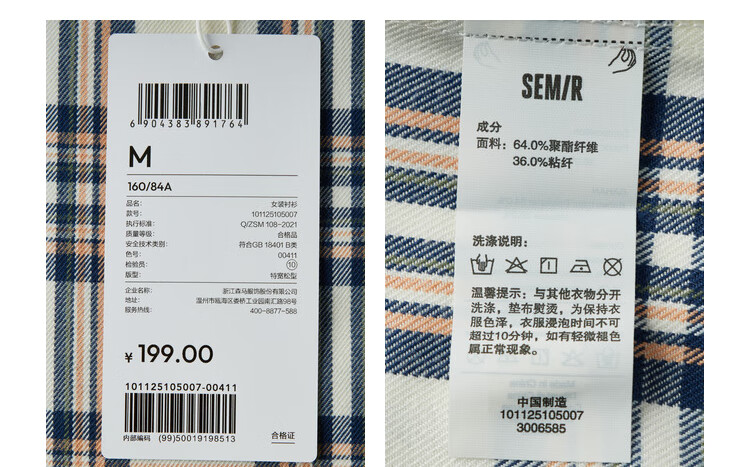 6 904383 891764
M
160/84A
品名: 女装衬衫
款号: 101125105007
执行标准: Q/ZSM 108-2021
质量等级: 合格品
安全技术类别: 符合GB 18401 B类
色号: 00411
检验员: 10
版型: 特宽松型
企业名称: 浙江森马服饰股份有限公司
地址: 温州市瓯海区娄桥工业园南汇路98号
服务热线: 400-8877-588
¥ 199.00
101125105007-00411
内部编码 (99)50019198513
合格证
SEM/R
成分
面料: 64.0%聚酯纤维
36.0%粘纤
洗涤说明:
温馨提示: 与其他衣物分开
洗涤, 垫布熨烫, 为保持衣
服色泽, 衣服浸泡时间不可
超过10分钟, 如有轻微褪色
属正常现象。
中国制造
101125105007
3006585